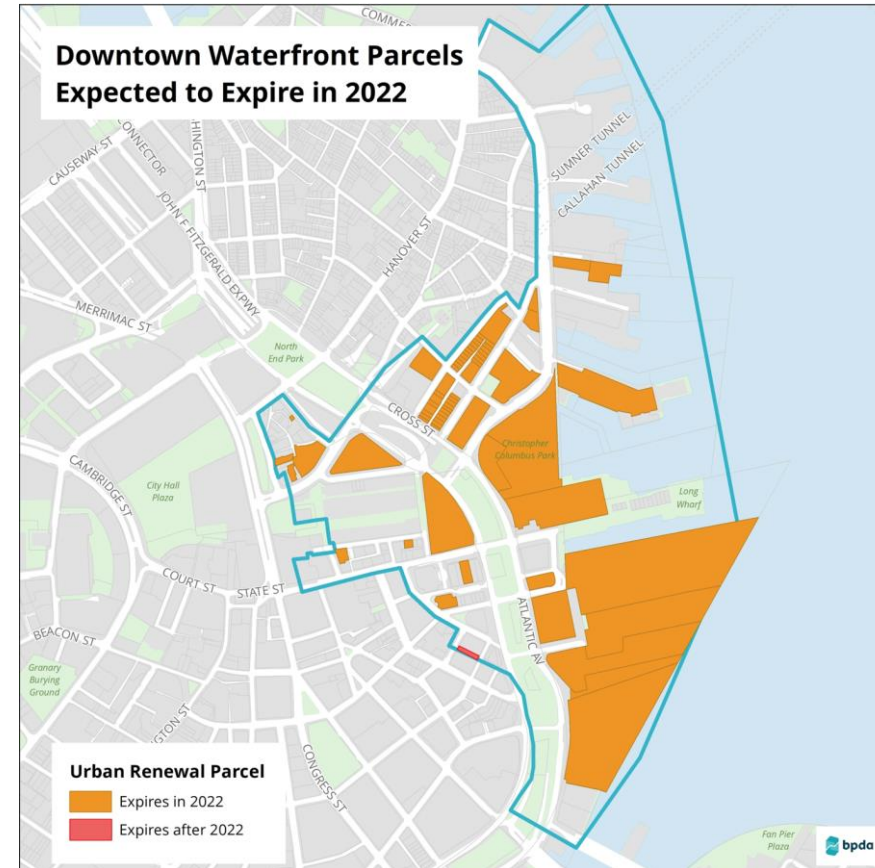 Downtown Waterfront Parcels
Expected to Expire in 2022
COMMER
CONNECTOR
HINGTON ST
CAUSEWAY ST
JOHN F FITZGERALD EXPWY
HANOVER ST
SUMNER TUNNEL
CALLAHAN TUNNEL
MERRIMAC ST
North
End Park
CROSS ST
Christopher
Columbus Park
CAMBRIDGE ST
City Hall
Plaza
Long
Wharf
COURT ST
STATE ST
ATLANTIC AV
BEACON ST
Granary
Burying
Ground
NGTON ST
CONGRESS ST
Urban Renewal Parcel
Expires in 2022
Expires after 2022
Fan Pier
Plaza
bpda